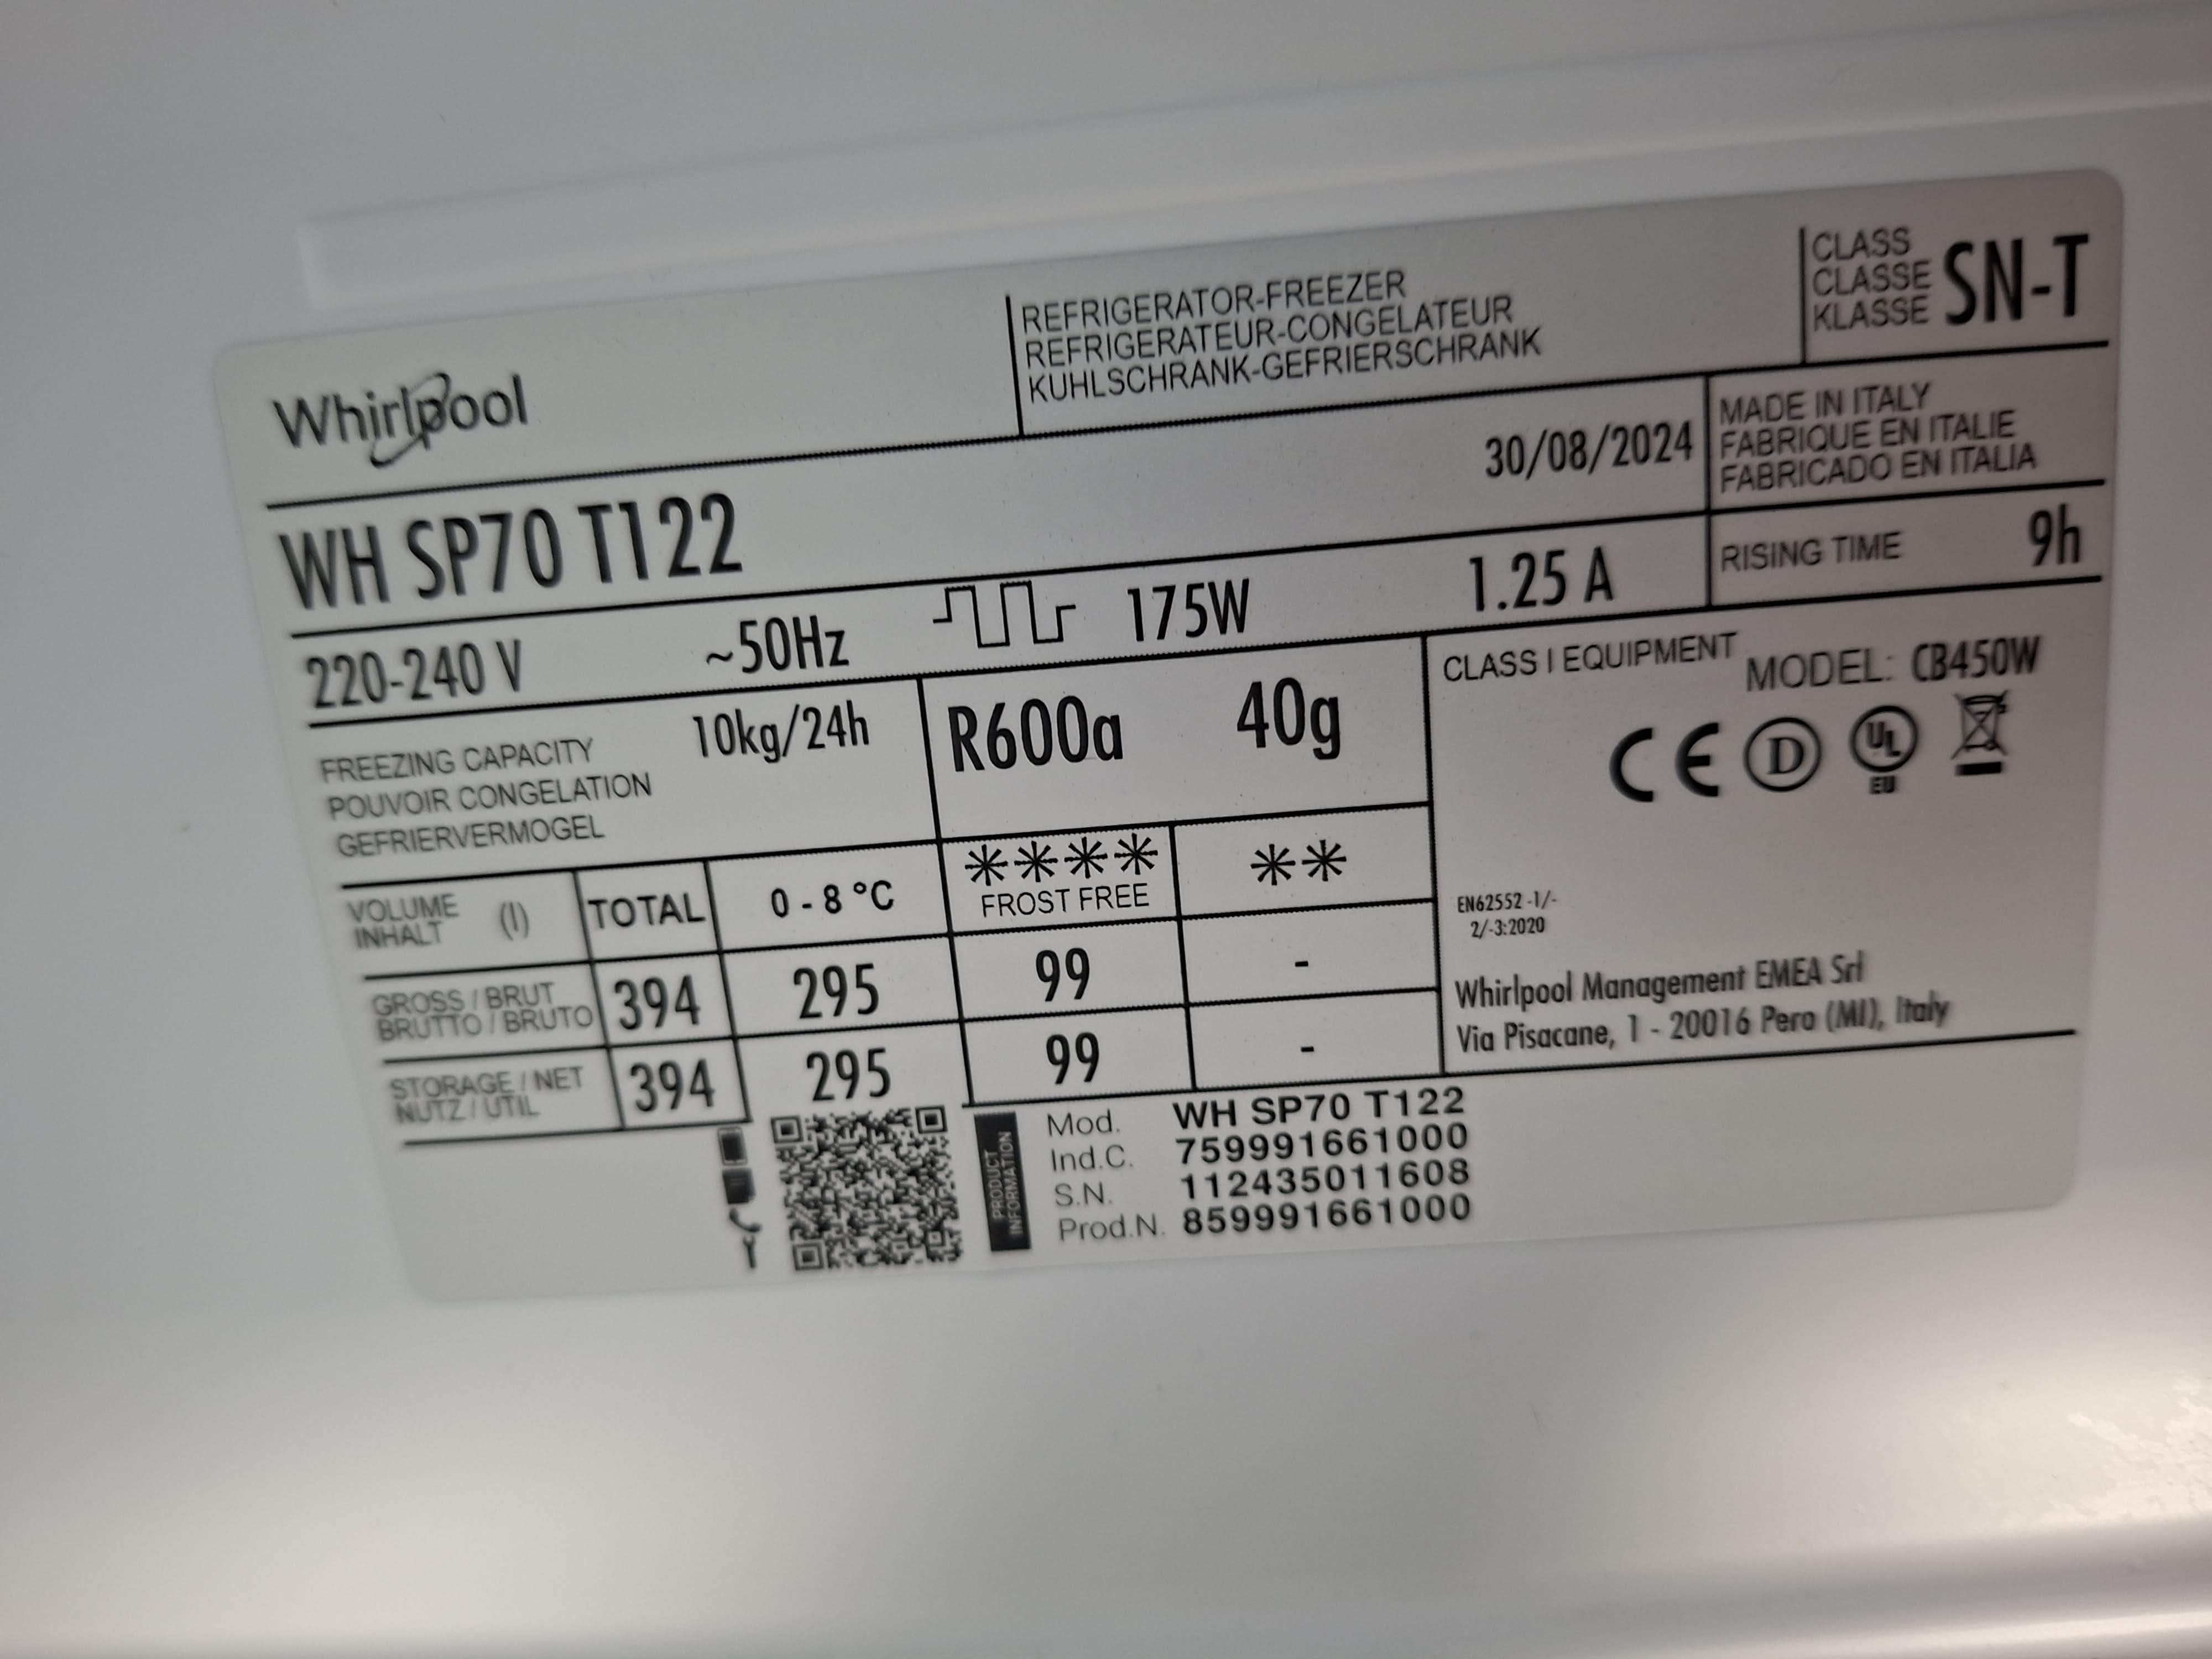 Whirlpool
REFRIGERATOR-FREEZER
REFRIGERATEUR-CONGELATEUR
KUHLSCHRANK-GEFRIERSCHRANK
CLASS
CLASSE
KLASSE
SN-T
WH SP70 T122
30/08/2024
MADE IN ITALY
FABRIQUE EN ITALIE
FABRICADO EN ITALIA
220-240 V ~50Hz 175W 1.25 A
RISING TIME 9h
FREEZING CAPACITY
POUVOIR CONGELATION
GEFRIERVERMOGEL
10kg/24h
R600a 40g
CLASS I EQUIPMENT
MODEL: CB450W
CE D UL
EU
VOLUME
INHALT
(l)
TOTAL
0 - 8 °C
****
FROST FREE
**
GROSS / BRUT
BRUTTO / BRUTO
394 295 99 -
STORAGE / NET
NUTZ / UTIL
394 295 99 -
EN62552 -1/-
2/-3:2020
Whirlpool Management EMEA Srl
Via Pisacane, 1 - 20016 Pero (MI), Italy
PRODUCT
INFORMATION
Mod. WH SP70 T122
Ind.C. 759991661000
S.N. 112435011608
Prod.N. 859991661000